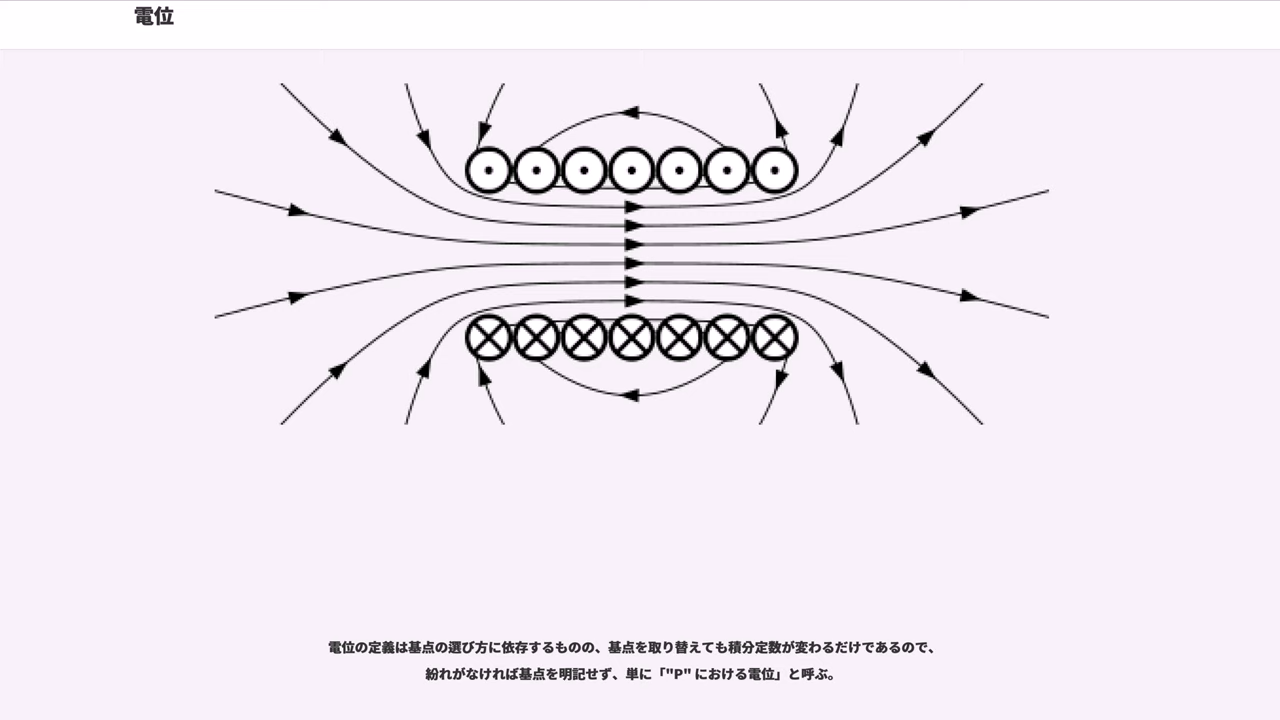 電位
電位の定義は基点の選び方に依存するものの、基点を取り替えても積分定数が変わるだけであるので、
紛れがなければ基点を明記せず、単に「"P" における電位」と呼ぶ。